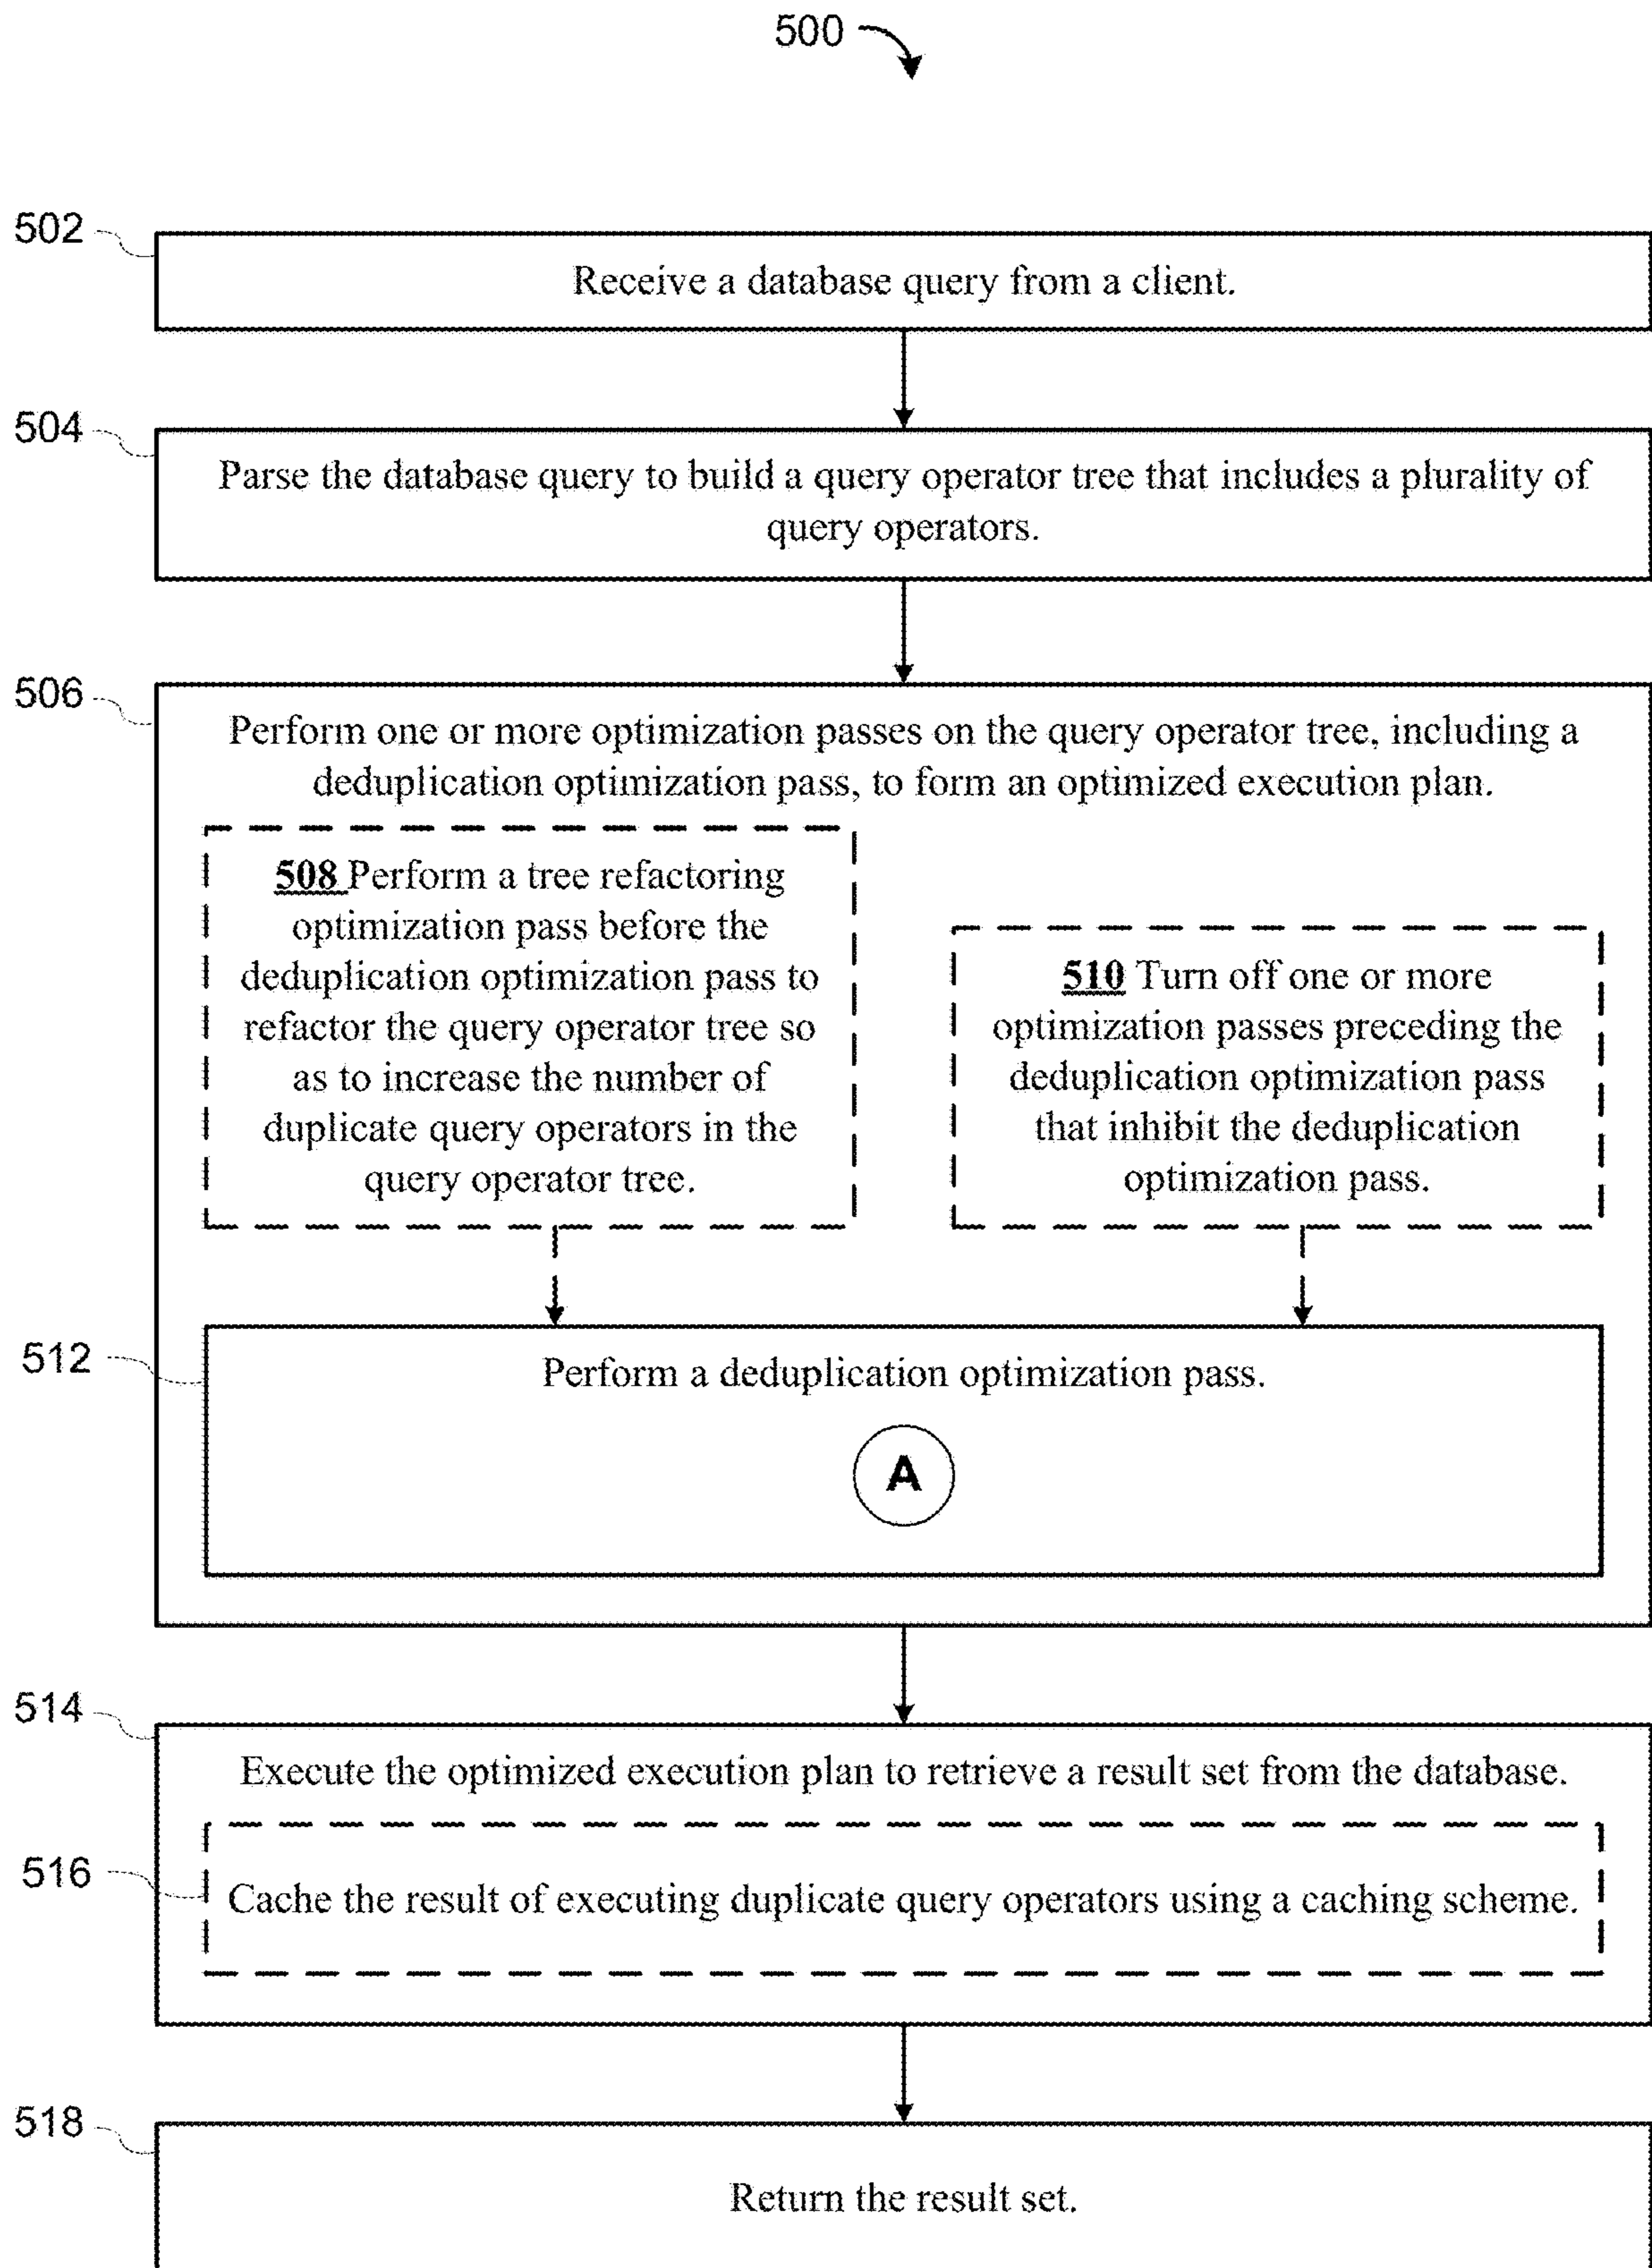 500
502
Receive a database query from a client.
504
Parse the database query to build a query operator tree that includes a plurality of
query operators.
506
Perform one or more optimization passes on the query operator tree, including a
deduplication optimization pass, to form an optimized execution plan.
508 Perform a tree refactoring
optimization pass before the
deduplication optimization pass to
refactor the query operator tree so
as to increase the number of
duplicate query operators in the
query operator tree.
510 Turn off one or more
optimization passes preceding the
deduplication optimization pass
that inhibit the deduplication
optimization pass.
512
Perform a deduplication optimization pass.
A
514
Execute the optimized execution plan to retrieve a result set from the database.
516
Cache the result of executing duplicate query operators using a caching scheme.
518
Return the result set.